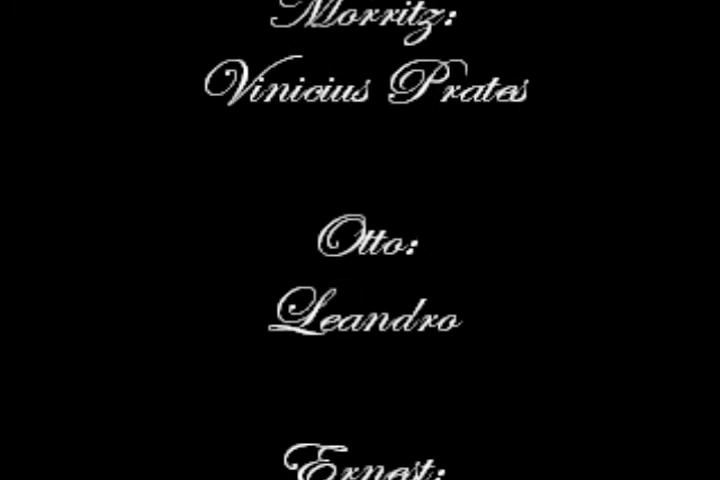 Morritz:
Vinicius Prates
Otto:
Leandro
Ernest: